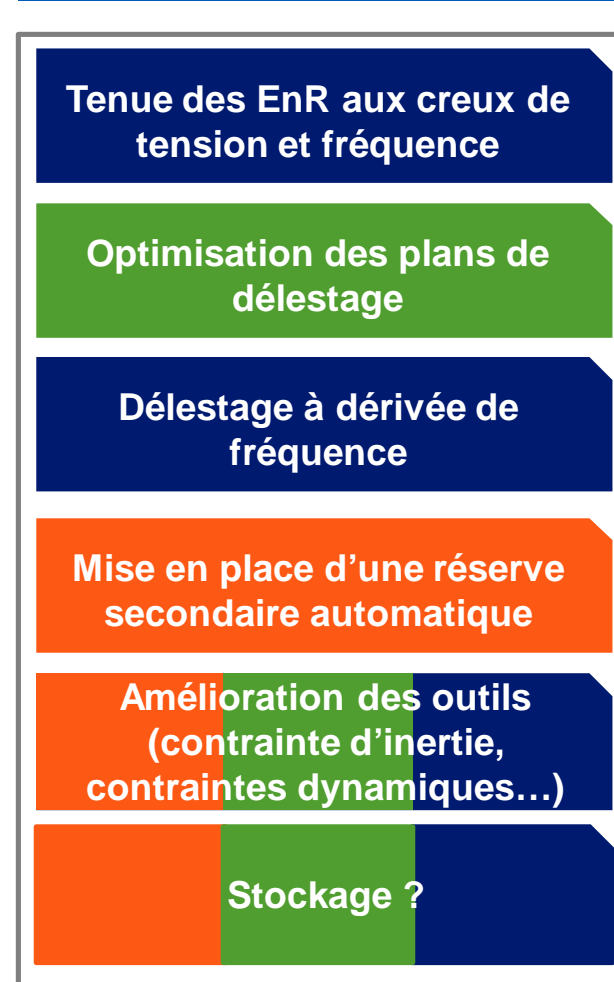 Tenue des EnR aux creux de
tension et fréquence
Optimisation des plans de
délestage
Délestage à dérivée de
fréquence
Mise en place d’une réserve
secondaire automatique
Amélioration des outils
(contrainte d’inertie,
contraintes dynamiques…)
Stockage ?